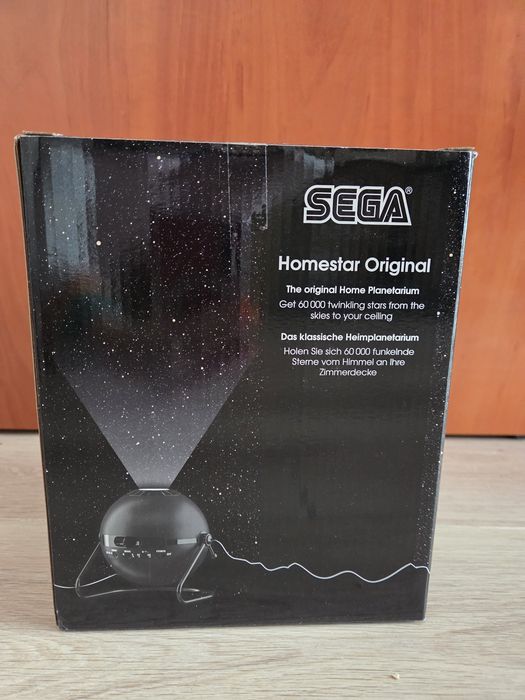 SEGA®
Homestar Original
The original Home Planetarium
Get 60 000 twinkling stars from the
skies to your ceiling
Das klassische Heimplanetarium
Holen Sie sich 60 000 funkelnde
Sterne vom Himmel an Ihre
Zimmerdecke